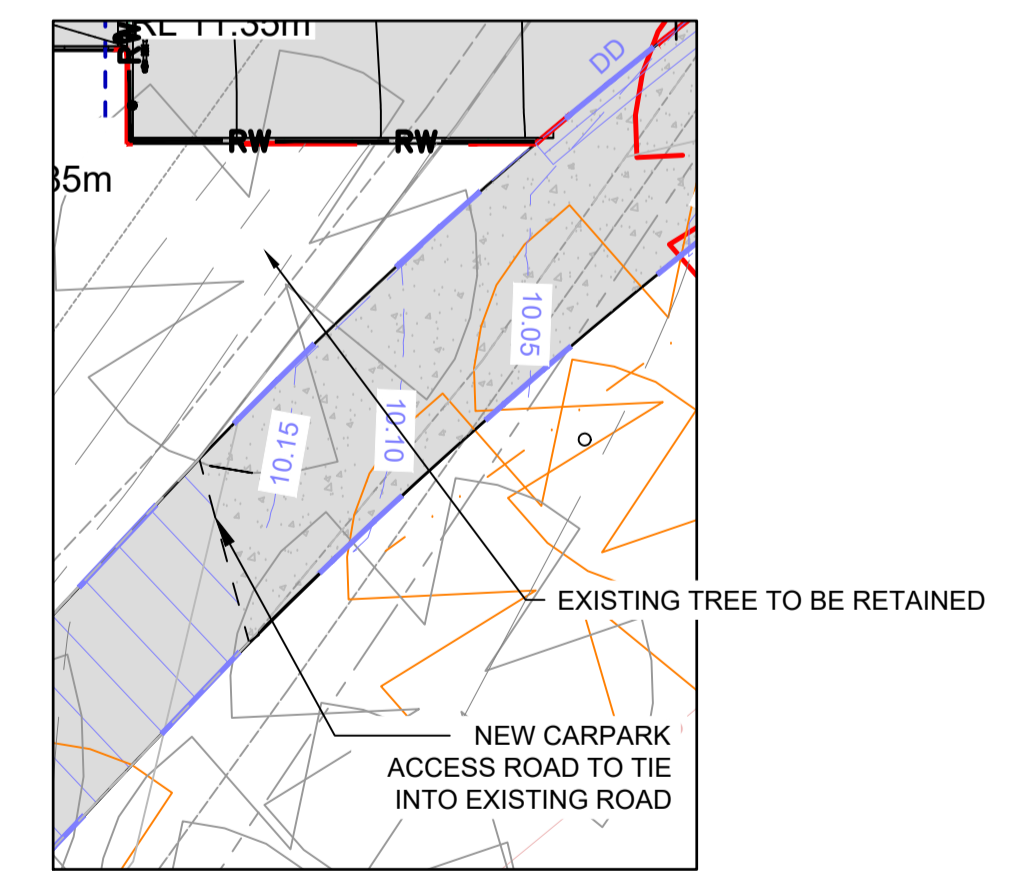 RL 11.35m
RW
DD
RW
RW
35m
10.05
10.10
10.15
EXISTING TREE TO BE RETAINED
NEW CARPARK
ACCESS ROAD TO TIE
INTO EXISTING ROAD